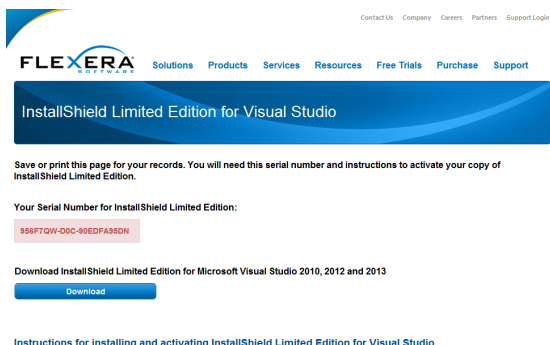 Contact Us Company Careers Partners Support Login
FLEXERA
SOFTWARE
Solutions Products Services Resources Free Trials Purchase Support
InstallShield Limited Edition for Visual Studio
Save or print this page for your records. You will need this serial number and instructions to activate your copy of
InstallShield Limited Edition.
Your Serial Number for InstallShield Limited Edition:
956F7QW-D0C-90EDFA95DN
Download InstallShield Limited Edition for Microsoft Visual Studio 2010, 2012 and 2013
Download
Instructions for installing and activating InstallShield Limited Edition for Visual Studio